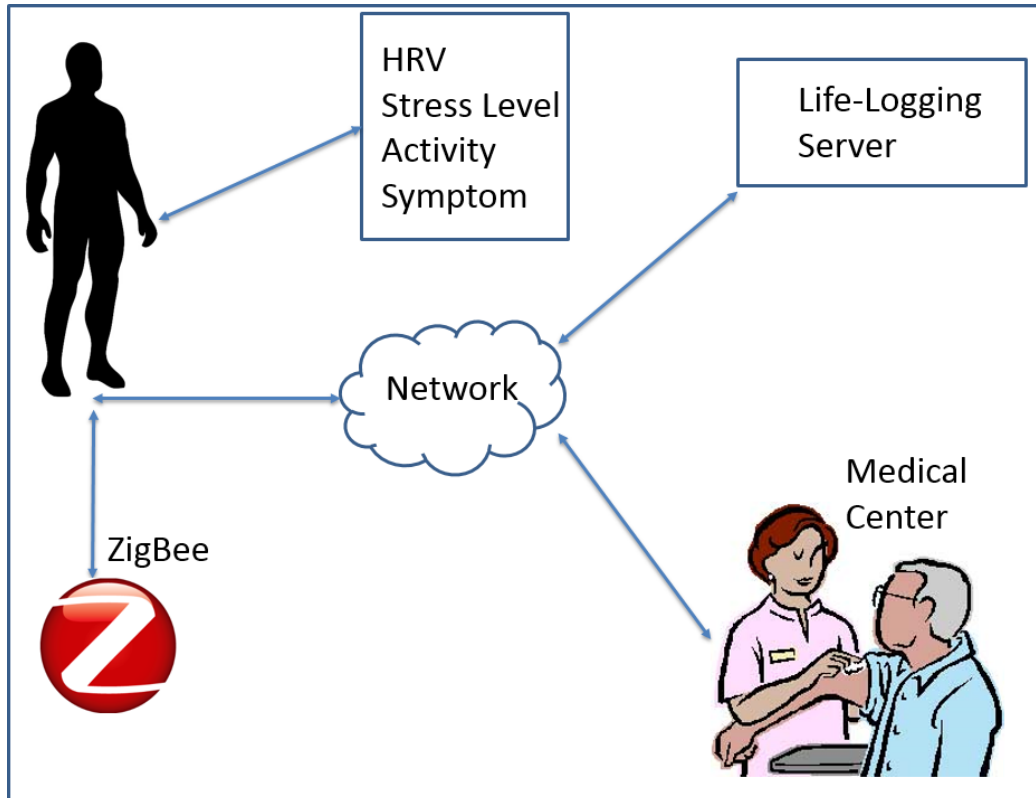 HRV
Stress Level
Activity
Symptom
Life-Logging
Server
Network
Medical
Center
ZigBee
Z